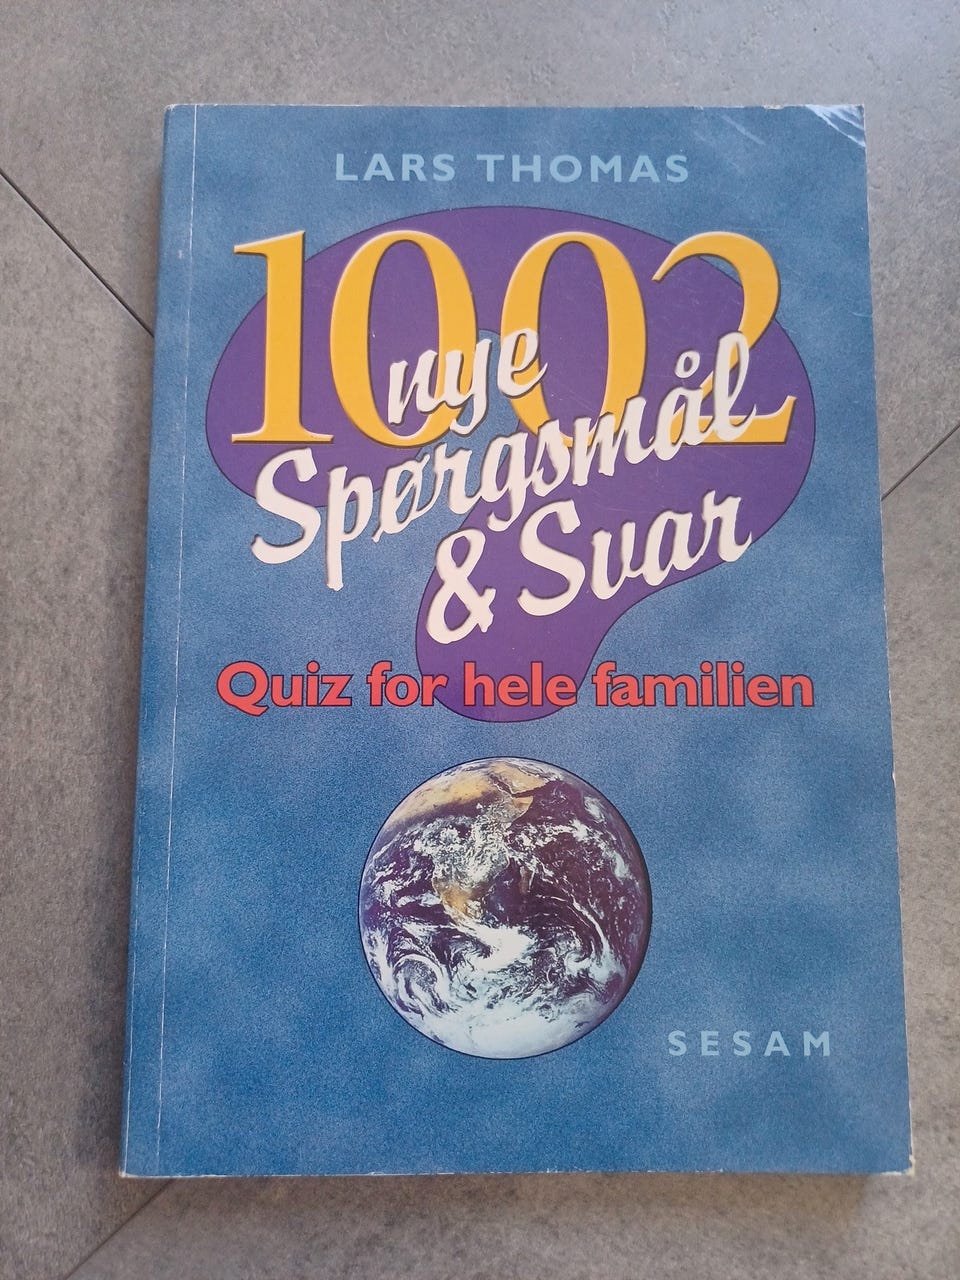 LARS THOMAS
1002
nye
Spørgsmål
& Svar
Quiz for hele familien
SESAM